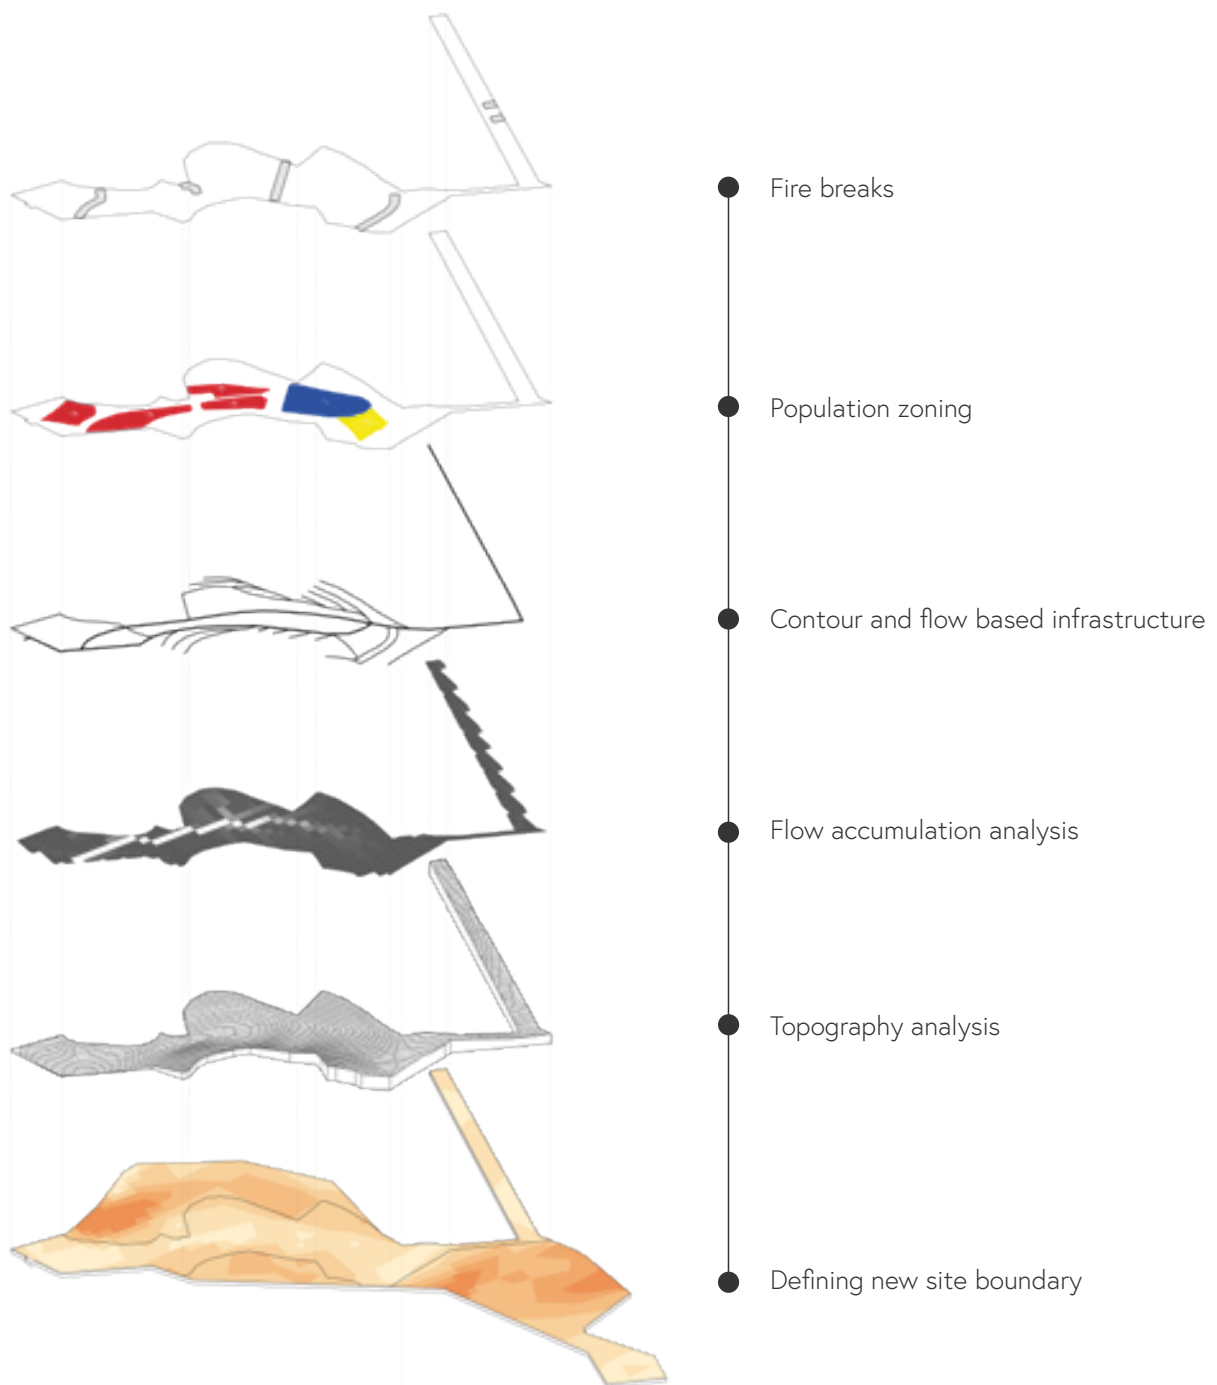 Fire breaks
Population zoning
Contour and flow based infrastructure
Flow accumulation analysis
Topography analysis
Defining new site boundary